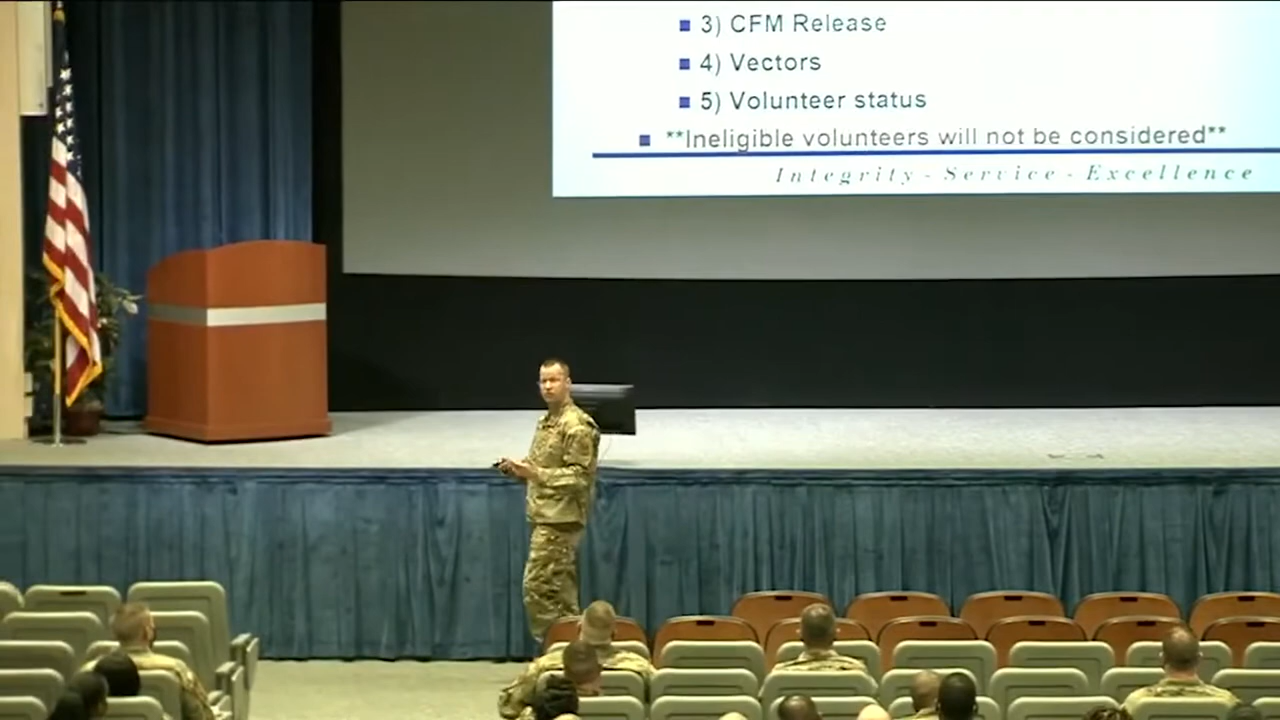 3) CFM Release
4) Vectors
5) Volunteer status
**Ineligible volunteers will not be considered**
Integrity - Service - Excellence